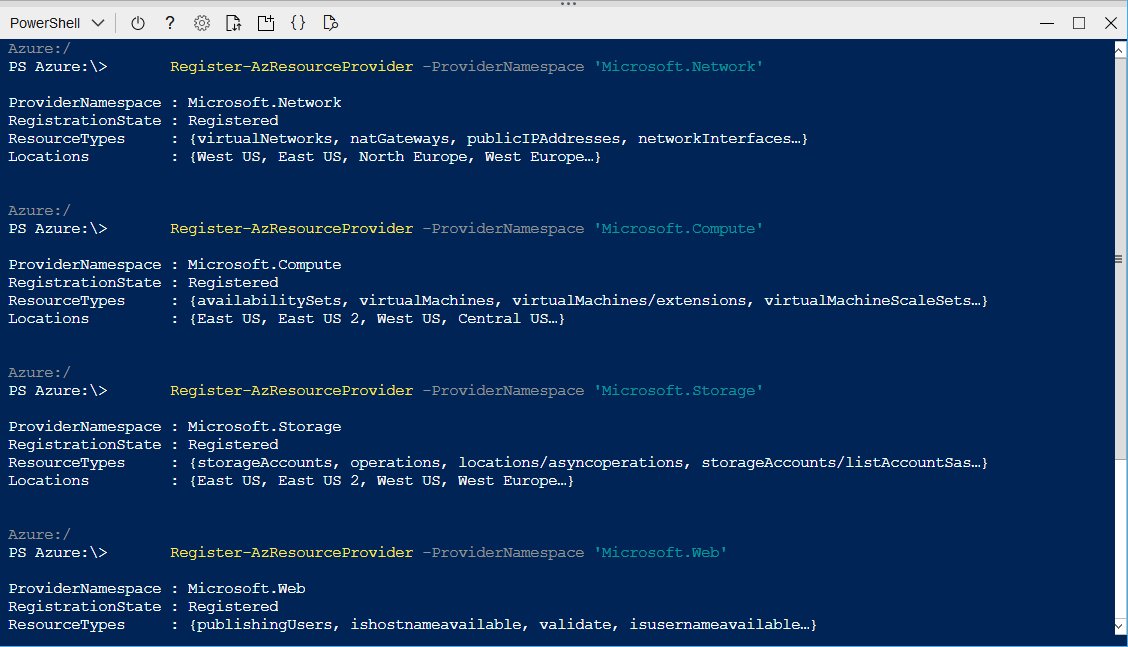 PowerShell
Azure:/
PS Azure:\> Register-AzResourceProvider -ProviderNamespace 'Microsoft.Network'
ProviderNamespace : Microsoft.Network
RegistrationState : Registered
ResourceTypes : {virtualNetworks, natGateways, publicIPAddresses, networkInterfaces…}
Locations : {West US, East US, North Europe, West Europe…}
Azure:/
PS Azure:\> Register-AzResourceProvider -ProviderNamespace 'Microsoft.Compute'
ProviderNamespace : Microsoft.Compute
RegistrationState : Registered
ResourceTypes : {availabilitySets, virtualMachines, virtualMachines/extensions, virtualMachineScaleSets…}
Locations : {East US, East US 2, West US, Central US…}
Azure:/
PS Azure:\> Register-AzResourceProvider -ProviderNamespace 'Microsoft.Storage'
ProviderNamespace : Microsoft.Storage
RegistrationState : Registered
ResourceTypes : {storageAccounts, operations, locations/asyncoperations, storageAccounts/listAccountSas…}
Locations : {East US, East US 2, West US, West Europe…}
Azure:/
PS Azure:\> Register-AzResourceProvider -ProviderNamespace 'Microsoft.Web'
ProviderNamespace : Microsoft.Web
RegistrationState : Registered
ResourceTypes : {publishingUsers, ishostnameavailable, validate, isusernameavailable…}